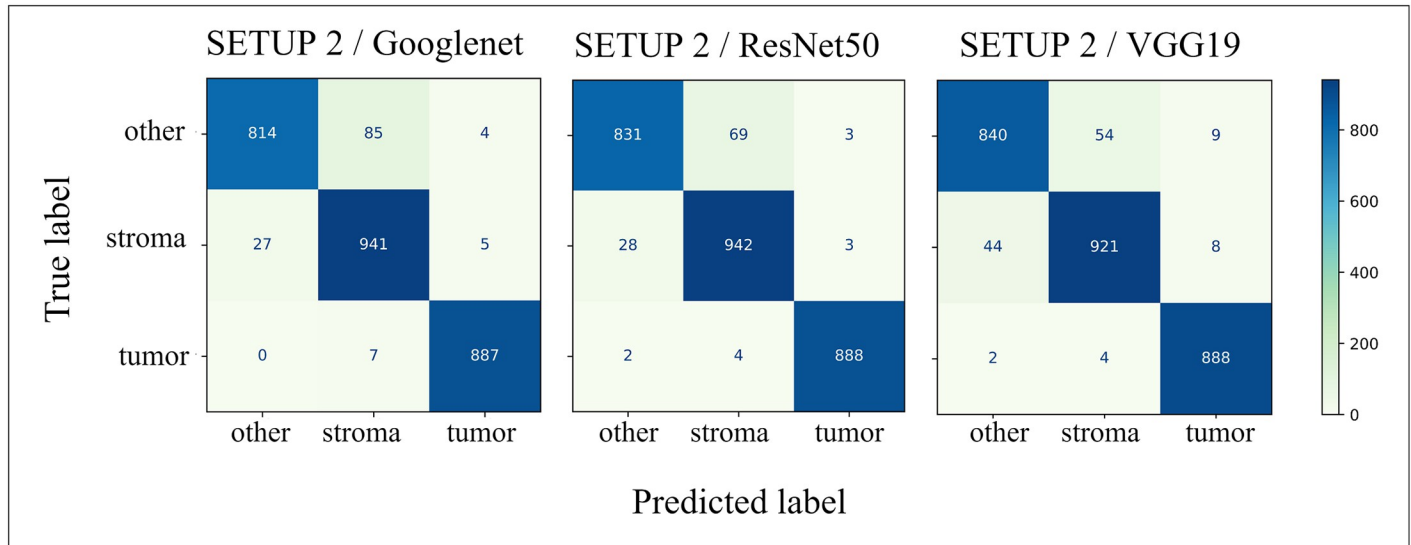 SETUP 2 / Googlenet SETUP 2 / ResNet50 SETUP 2 / VGG19
other 814 85 4 831 69 3 840 54 9 800
stroma 27 941 5 28 942 3 44 921 8 600
400
tumor 0 7 887 2 4 888 2 4 888 200
0
other stroma tumor other stroma tumor other stroma tumor
True label
Predicted label